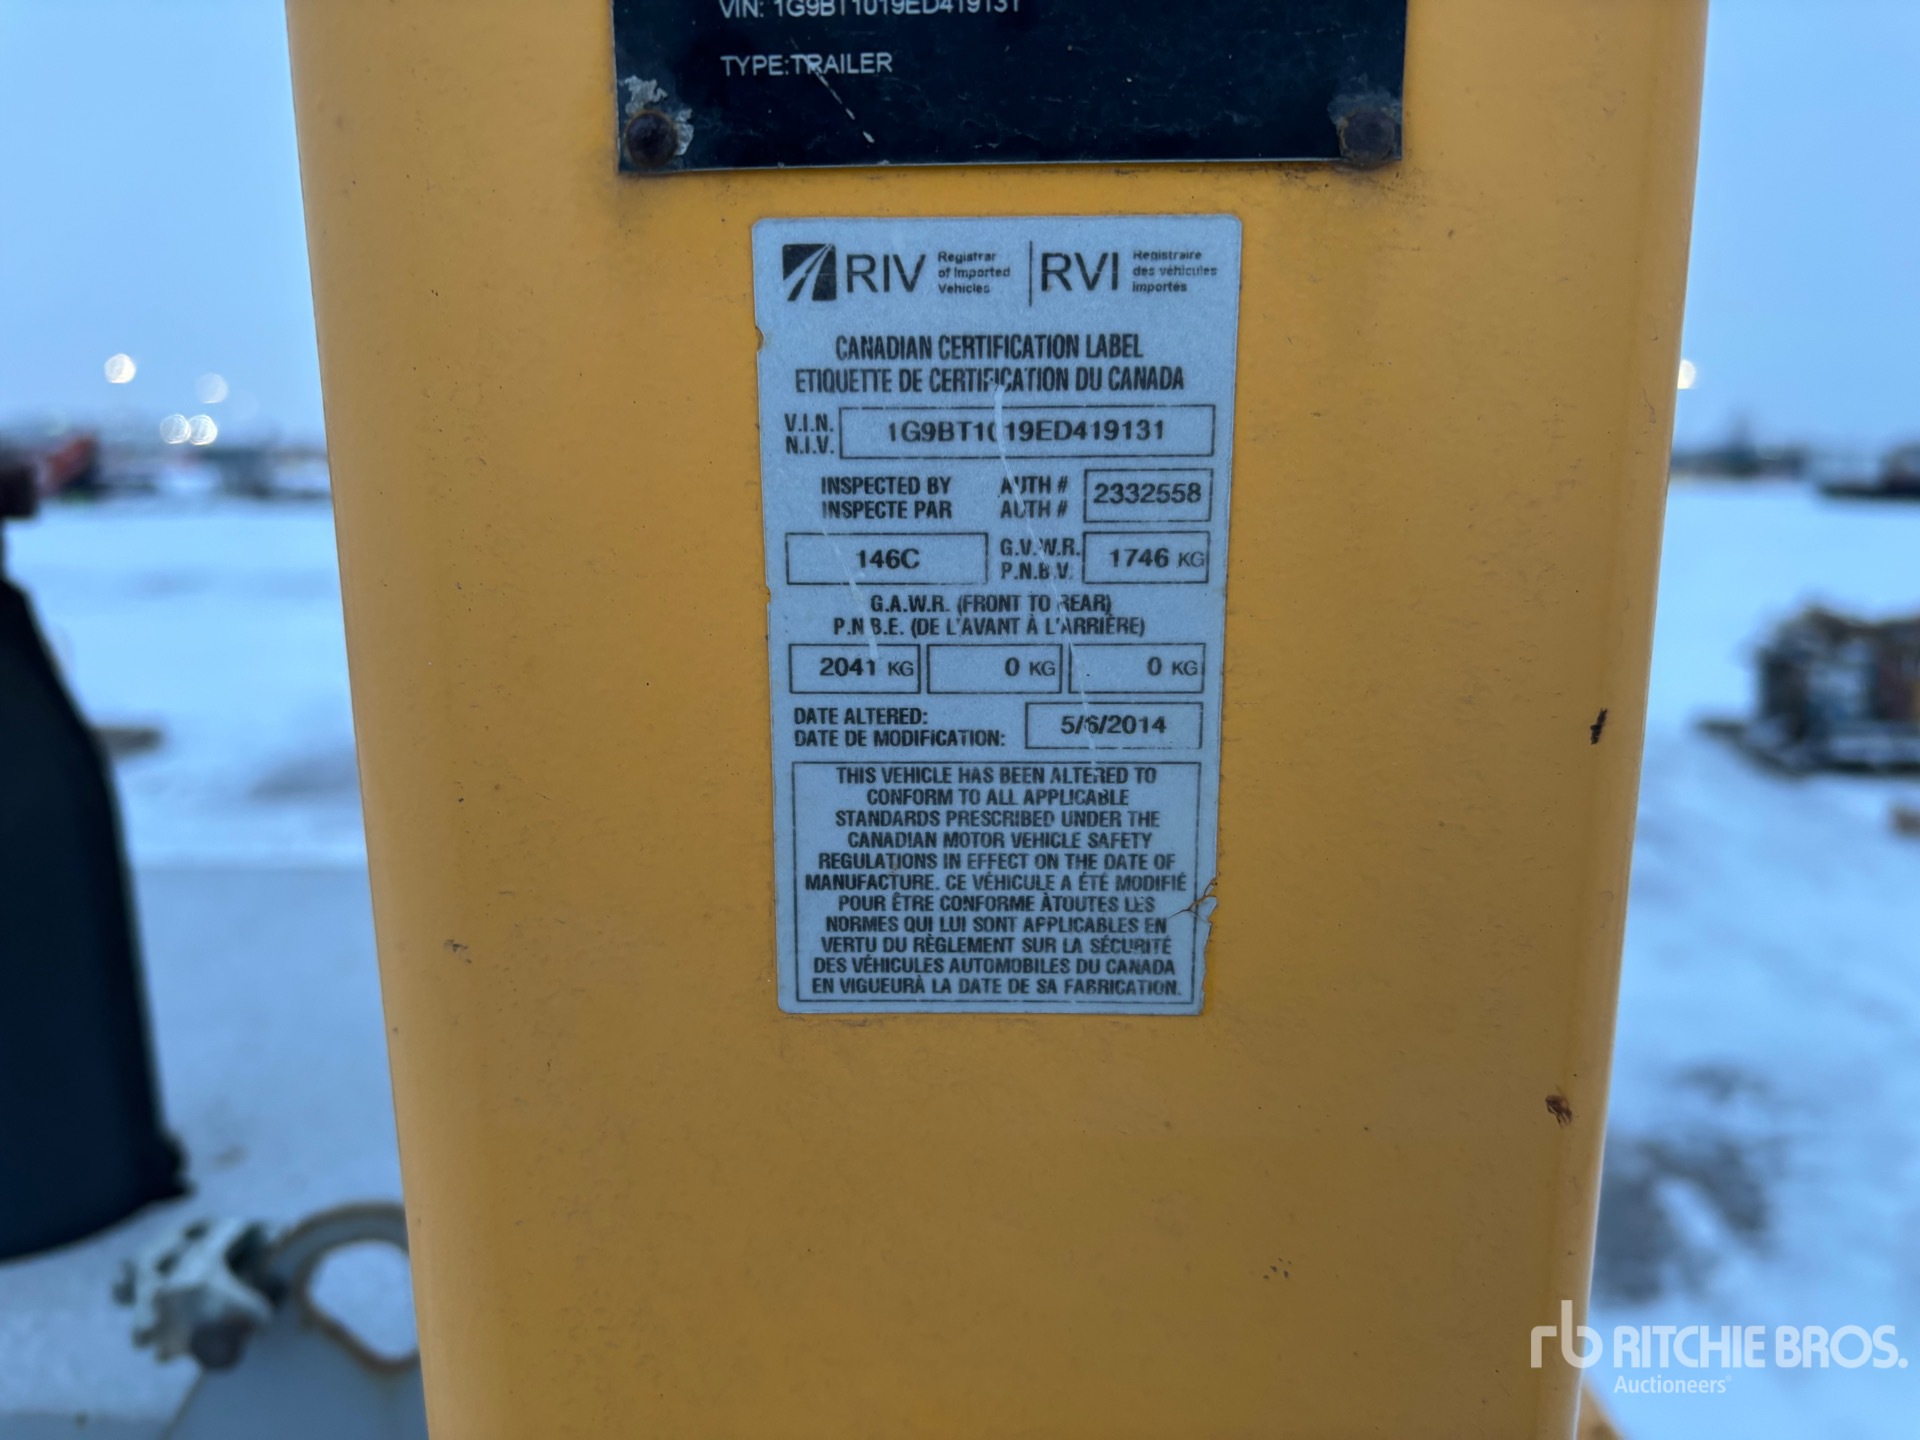 VIN: 1G9BT1019ED419131
TYPE:TRAILER
RIV Registrar of Imported Vehicles RVI Registraire des véhicules importés
CANADIAN CERTIFICATION LABEL
ETIQUETTE DE CERTIFICATION DU CANADA
V.I.N. 1G9BT1019ED419131
N.I.V.
INSPECTED BY AUTH # 2332558
INSPECTE PAR AUTH #
146C G.V.W.R. 1746 KG
P.N.B.V.
G.A.W.R. (FRONT TO REAR)
P.N.B.E. (DE L'AVANT À L'ARRIÈRE)
2041 KG 0 KG 0 KG
DATE ALTERED: 5/6/2014
DATE DE MODIFICATION:
THIS VEHICLE HAS BEEN ALTERED TO
CONFORM TO ALL APPLICABLE
STANDARDS PRESCRIBED UNDER THE
CANADIAN MOTOR VEHICLE SAFETY
REGULATIONS IN EFFECT ON THE DATE OF
MANUFACTURE. CE VÉHICULE A ÉTÉ MODIFIÉ
POUR ÊTRE CONFORME ÀTOUTES LES
NORMES QUI LUI SONT APPLICABLES EN
VERTU DU RÈGLEMENT SUR LA SÉCURITÉ
DES VÉHICULES AUTOMOBILES DU CANADA
EN VIGUEURÀ LA DATE DE SA FABRICATION.
rb RITCHIE BROS.
Auctioneers